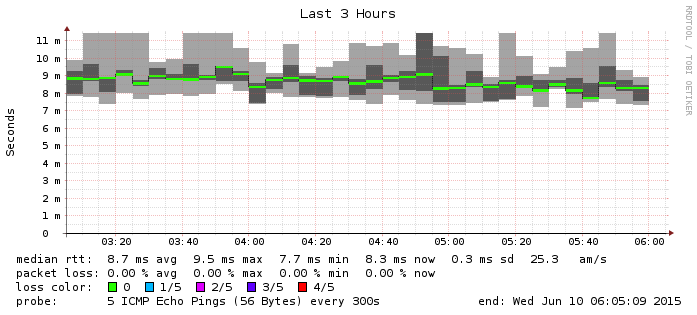 Last 3 Hours
RRDTOOL / TOBI OETIKER
Seconds
11 m
10 m
9 m
8 m
7 m
6 m
5 m
4 m
3 m
2 m
1 m
0
03:20 03:40 04:00 04:20 04:40 05:00 05:20 05:40 06:00
median rtt: 8.7 ms avg 9.5 ms max 7.7 ms min 8.3 ms now 0.3 ms sd 25.3 am/s
packet loss: 0.00 % avg 0.00 % max 0.00 % min 0.00 % now
loss color: 0 1/5 2/5 3/5 4/5
probe: 5 ICMP Echo Pings (56 Bytes) every 300s end: Wed Jun 10 06:05:09 2015